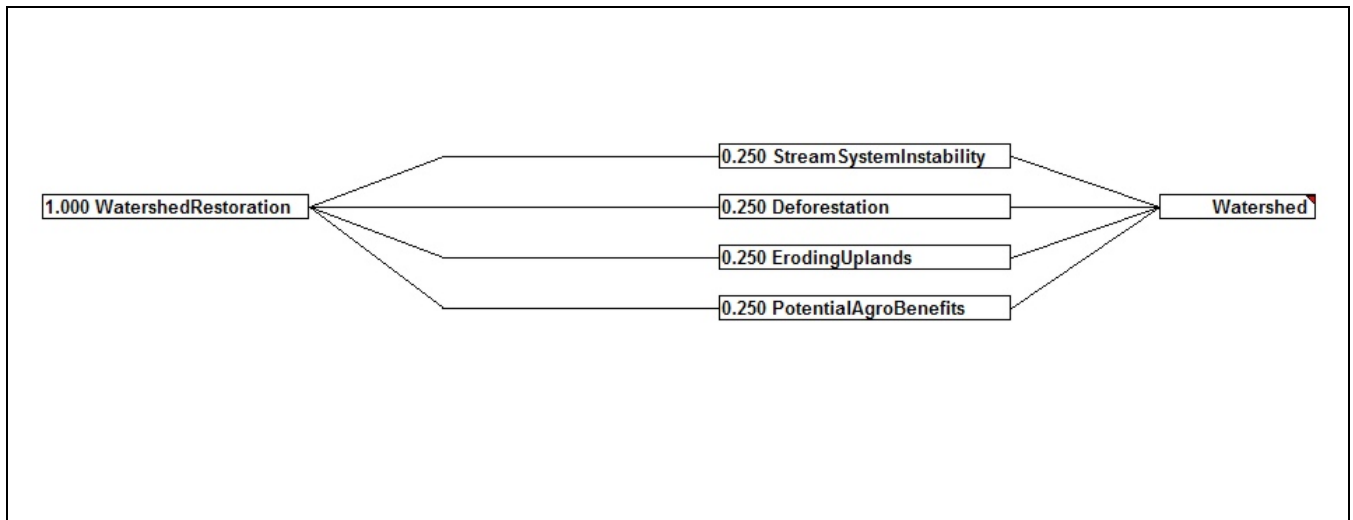 0.250 StreamSystemInstability
1.000 WatershedRestoration
0.250 Deforestation
Watershed
0.250 ErodingUplands
0.250 PotentialAgroBenefits